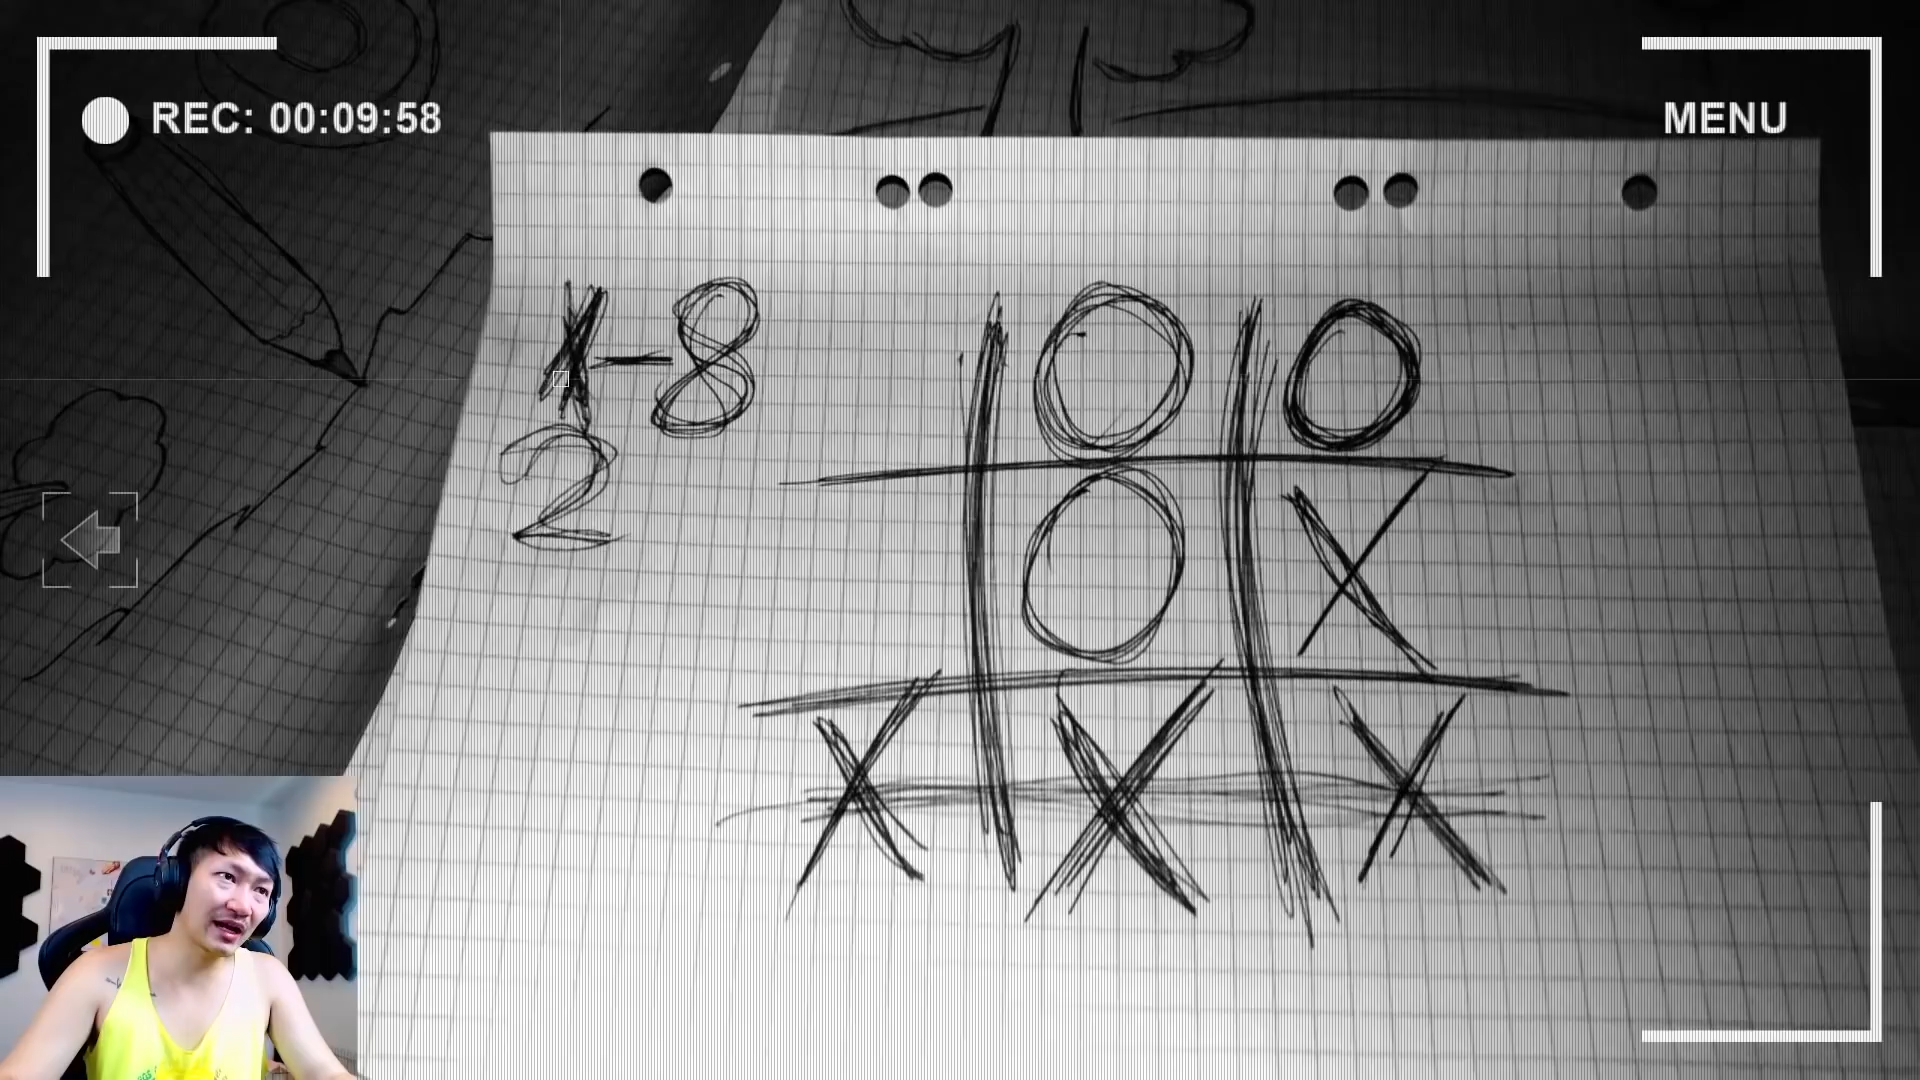 REC: 00:09:58
MENU
1-8
2
O O
O X
X X X